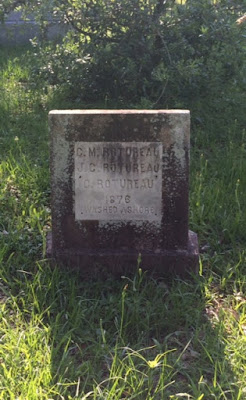 C. M. ROTUREAU
J. C. ROTUREAU
C. ROTUREAU
1876